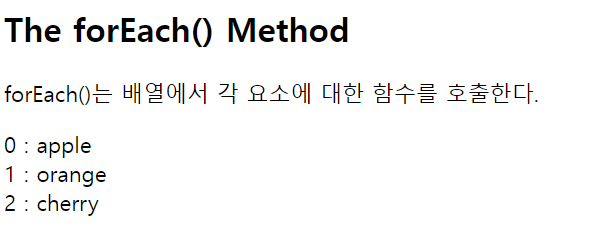 The forEach() Method
forEach()는 배열에서 각 요소에 대한 함수를 호출한다.
0 : apple
1 : orange
2 : cherry